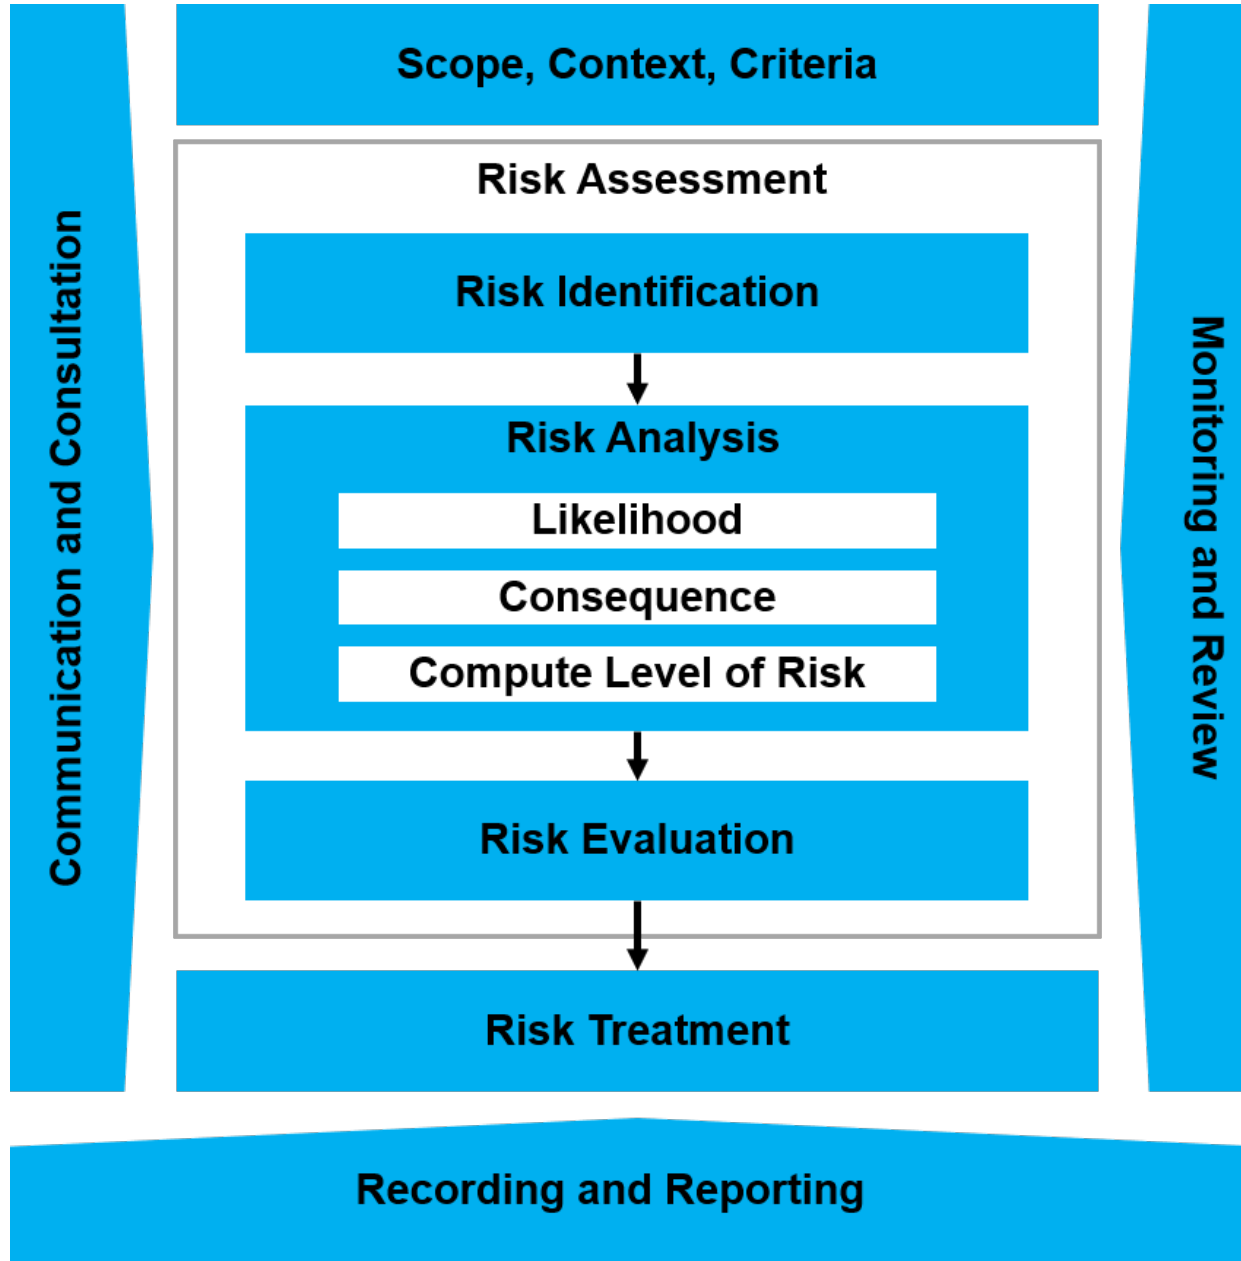 Scope, Context, Criteria
Risk Assessment
Risk Identification
Risk Analysis
Likelihood
Consequence
Compute Level of Risk
Risk Evaluation
Risk Treatment
Communication and Consultation
Monitoring and Review
Recording and Reporting